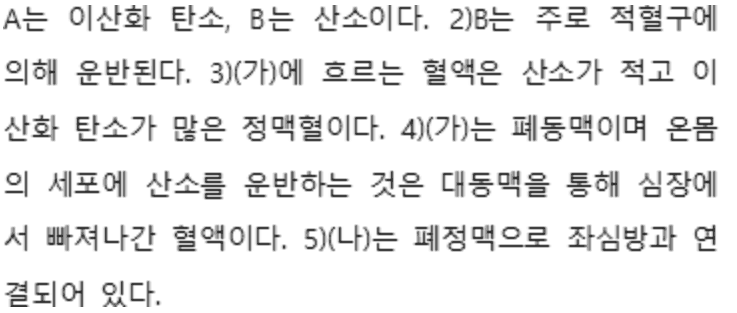 A는 이산화 탄소, B는 산소이다. 2)B는 주로 적혈구에
의해 운반된다. 3)(가)에 흐르는 혈액은 산소가 적고 이
산화 탄소가 많은 정맥혈이다. 4)(가)는 폐동맥이며 온몸
의 세포에 산소를 운반하는 것은 대동맥을 통해 심장에
서 빠져나간 혈액이다. 5)(나)는 폐정맥으로 좌심방과 연
결되어 있다.